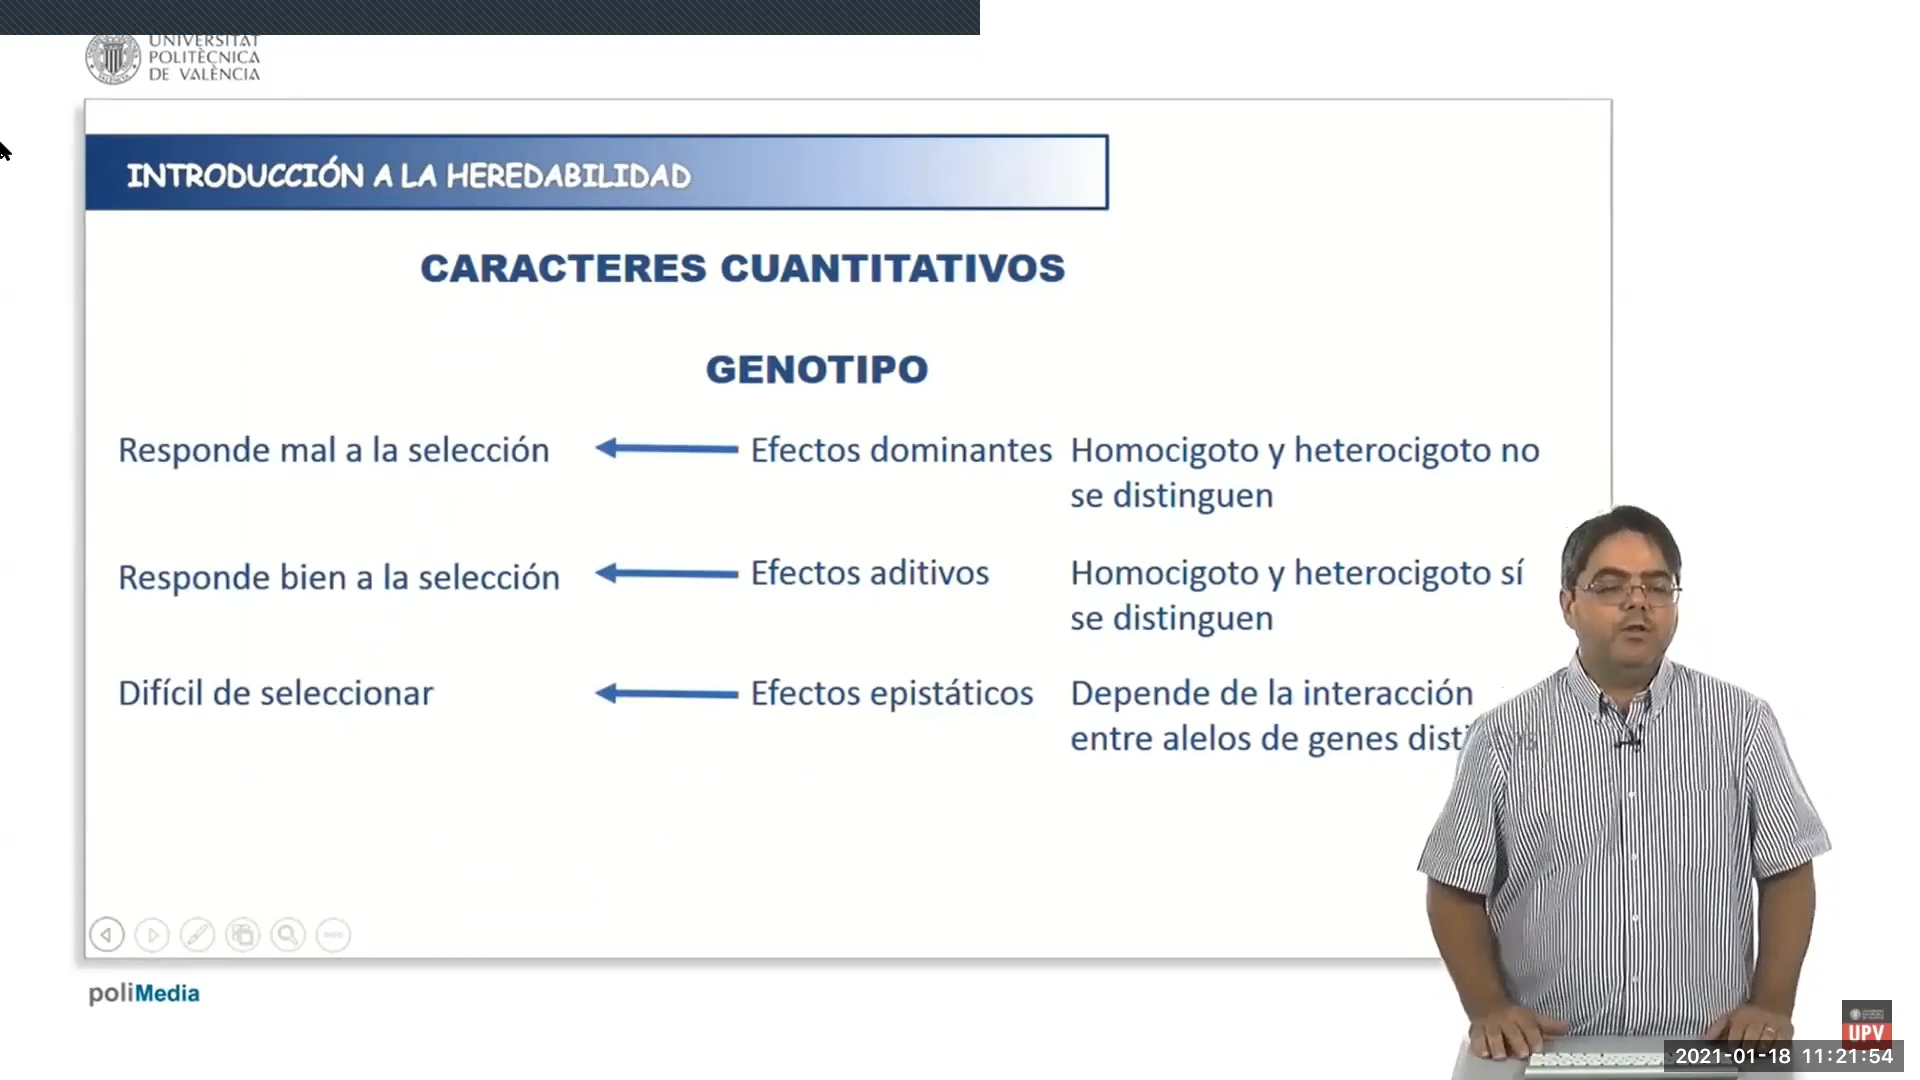 UNIVERSITAT
POLITÈCNICA
DE VALÈNCIA
INTRODUCCIÓN A LA HEREDABILIDAD
CARACTERES CUANTITATIVOS
GENOTIPO
Responde mal a la selección
Efectos dominantes
Homocigoto y heterocigoto no
se distinguen
Responde bien a la selección
Efectos aditivos
Homocigoto y heterocigoto sí
se distinguen
Difícil de seleccionar
Efectos epistáticos
Depende de la interacción
entre alelos de genes distintos
poliMedia
UPV
2021-01-18 11:21:54